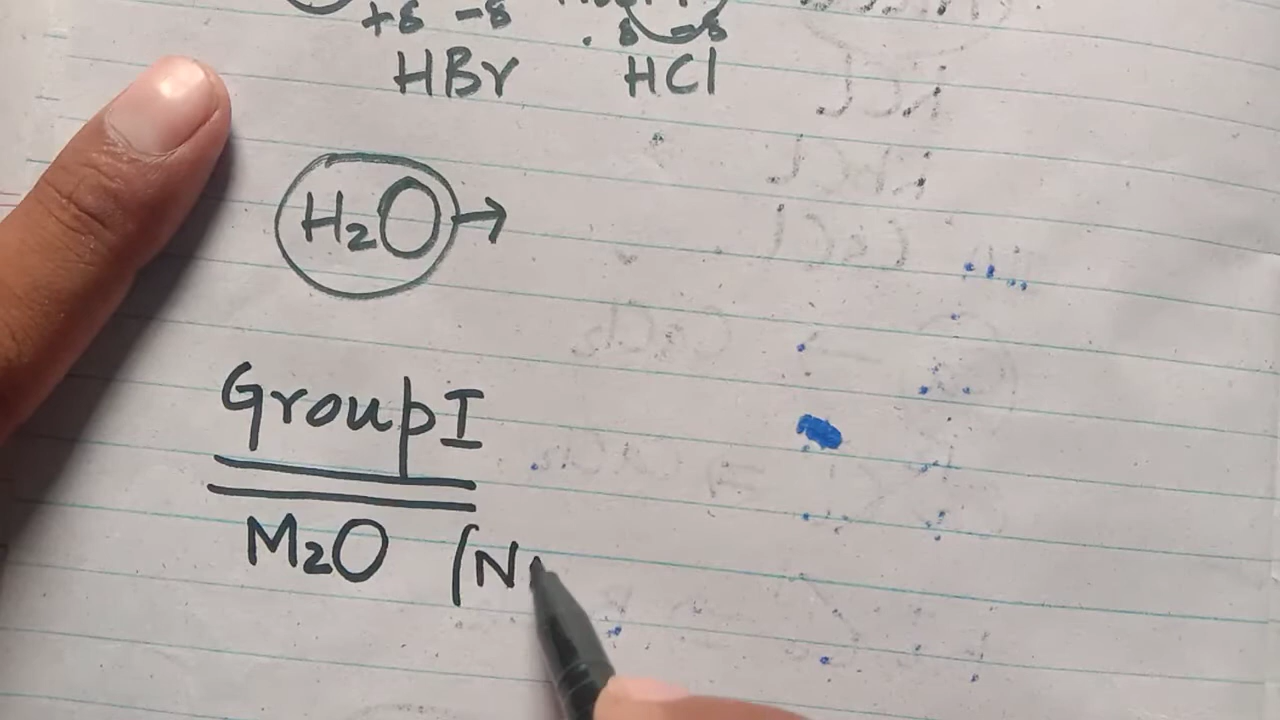 +δ -δ δ -δ
HBr HCl
H₂O →
Group I
M₂O (N